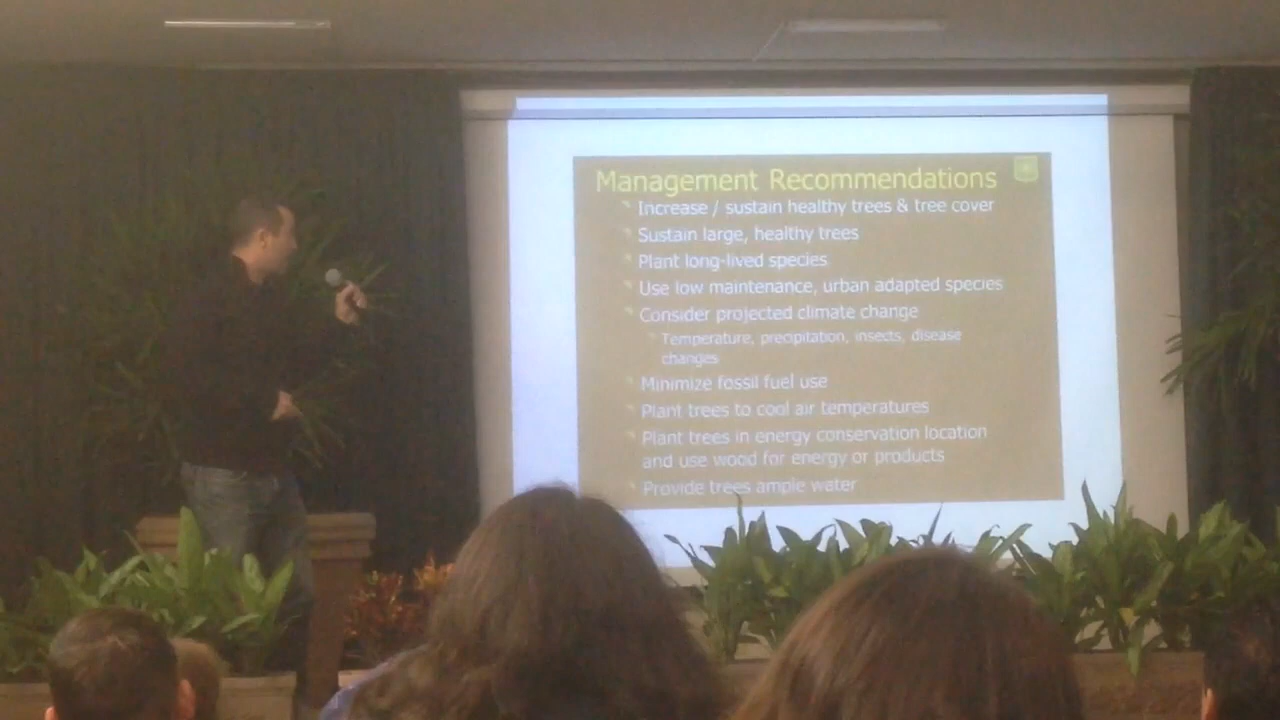 Management Recommendations
Increase / sustain healthy trees & tree cover
Sustain large, healthy trees
Plant long-lived species
Use low maintenance, urban adapted species
Consider projected climate change
Temperature, precipitation, insects, disease
changes
Minimize fossil fuel use
Plant trees to cool air temperatures
Plant trees in energy conservation location
and use wood for energy or products
Provide trees ample water